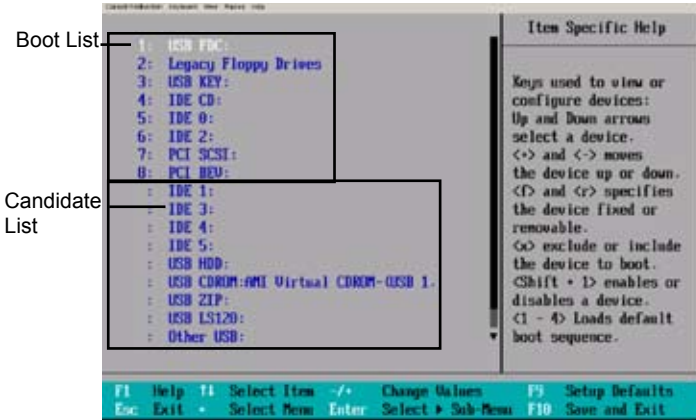 Item Specific Help
Boot List
1: USB FDC:
2: Legacy Floppy Drives
3: USB KEY:
4: IDE CD:
5: IDE 0:
6: IDE 2:
7: PCI SCSI:
8: PCI BEV:
Candidate List
: IDE 1:
: IDE 3:
: IDE 4:
: IDE 5:
: USB HDD:
: USB CDROM:AMI Virtual CDROM-(USB 1.
: USB ZIP:
: USB LS120:
: Other USB:
Keys used to view or
configure devices:
Up and Down arrows
select a device.
<+> and <-> moves
the device up or down.
<f> and <r> specifies
the device fixed or
removable.
<x> exclude or include
the device to boot.
<Shift + 1> enables or
disables a device.
<1 - 4> Loads default
boot sequence.
F1 Help ↑↓ Select Item -/+ Change Values F9 Setup Defaults
Esc Exit Select Menu Enter Select ▶ Sub-Menu F10 Save and Exit